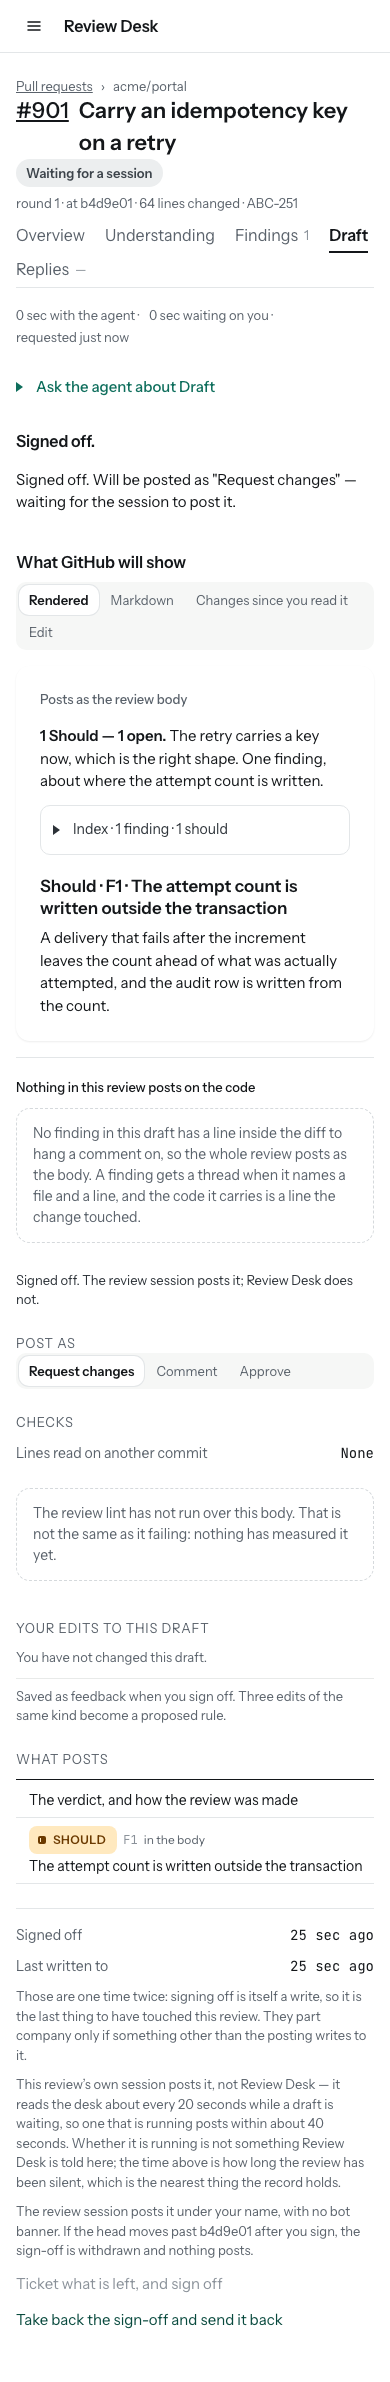 Review Desk
Pull requests › acme/portal
#901 Carry an idempotency key
on a retry
Waiting for a session
round 1 · at b4d9e01 · 64 lines changed · ABC-251
Overview Understanding Findings 1 Draft
Replies —
0 sec with the agent · 0 sec waiting on you ·
requested just now
Ask the agent about Draft
Signed off.
Signed off. Will be posted as "Request changes" —
waiting for the session to post it.
What GitHub will show
Rendered Markdown Changes since you read it
Edit
Posts as the review body
1 Should — 1 open. The retry carries a key
now, which is the right shape. One finding,
about where the attempt count is written.
Index · 1 finding · 1 should
Should · F1 · The attempt count is
written outside the transaction
A delivery that fails after the increment
leaves the count ahead of what was actually
attempted, and the audit row is written from
the count.
Nothing in this review posts on the code
No finding in this draft has a line inside the diff to
hang a comment on, so the whole review posts as
the body. A finding gets a thread when it names a
file and a line, and the code it carries is a line the
change touched.
Signed off. The review session posts it; Review Desk does
not.
POST AS
Request changes Comment Approve
CHECKS
Lines read on another commit None
The review lint has not run over this body. That is
not the same as it failing: nothing has measured it
yet.
YOUR EDITS TO THIS DRAFT
You have not changed this draft.
Saved as feedback when you sign off. Three edits of the
same kind become a proposed rule.
WHAT POSTS
The verdict, and how the review was made
SHOULD F1 in the body
The attempt count is written outside the transaction
Signed off 25 sec ago
Last written to 25 sec ago
Those are one time twice: signing off is itself a write, so it is
the last thing to have touched this review. They part
company only if something other than the posting writes to
it.
This review's own session posts it, not Review Desk — it
reads the desk about every 20 seconds while a draft is
waiting, so one that is running posts within about 40
seconds. Whether it is running is not something Review
Desk is told here; the time above is how long the review has
been silent, which is the nearest thing the record holds.
The review session posts it under your name, with no bot
banner. If the head moves past b4d9e01 after you sign, the
sign-off is withdrawn and nothing posts.
Ticket what is left, and sign off
Take back the sign-off and send it back